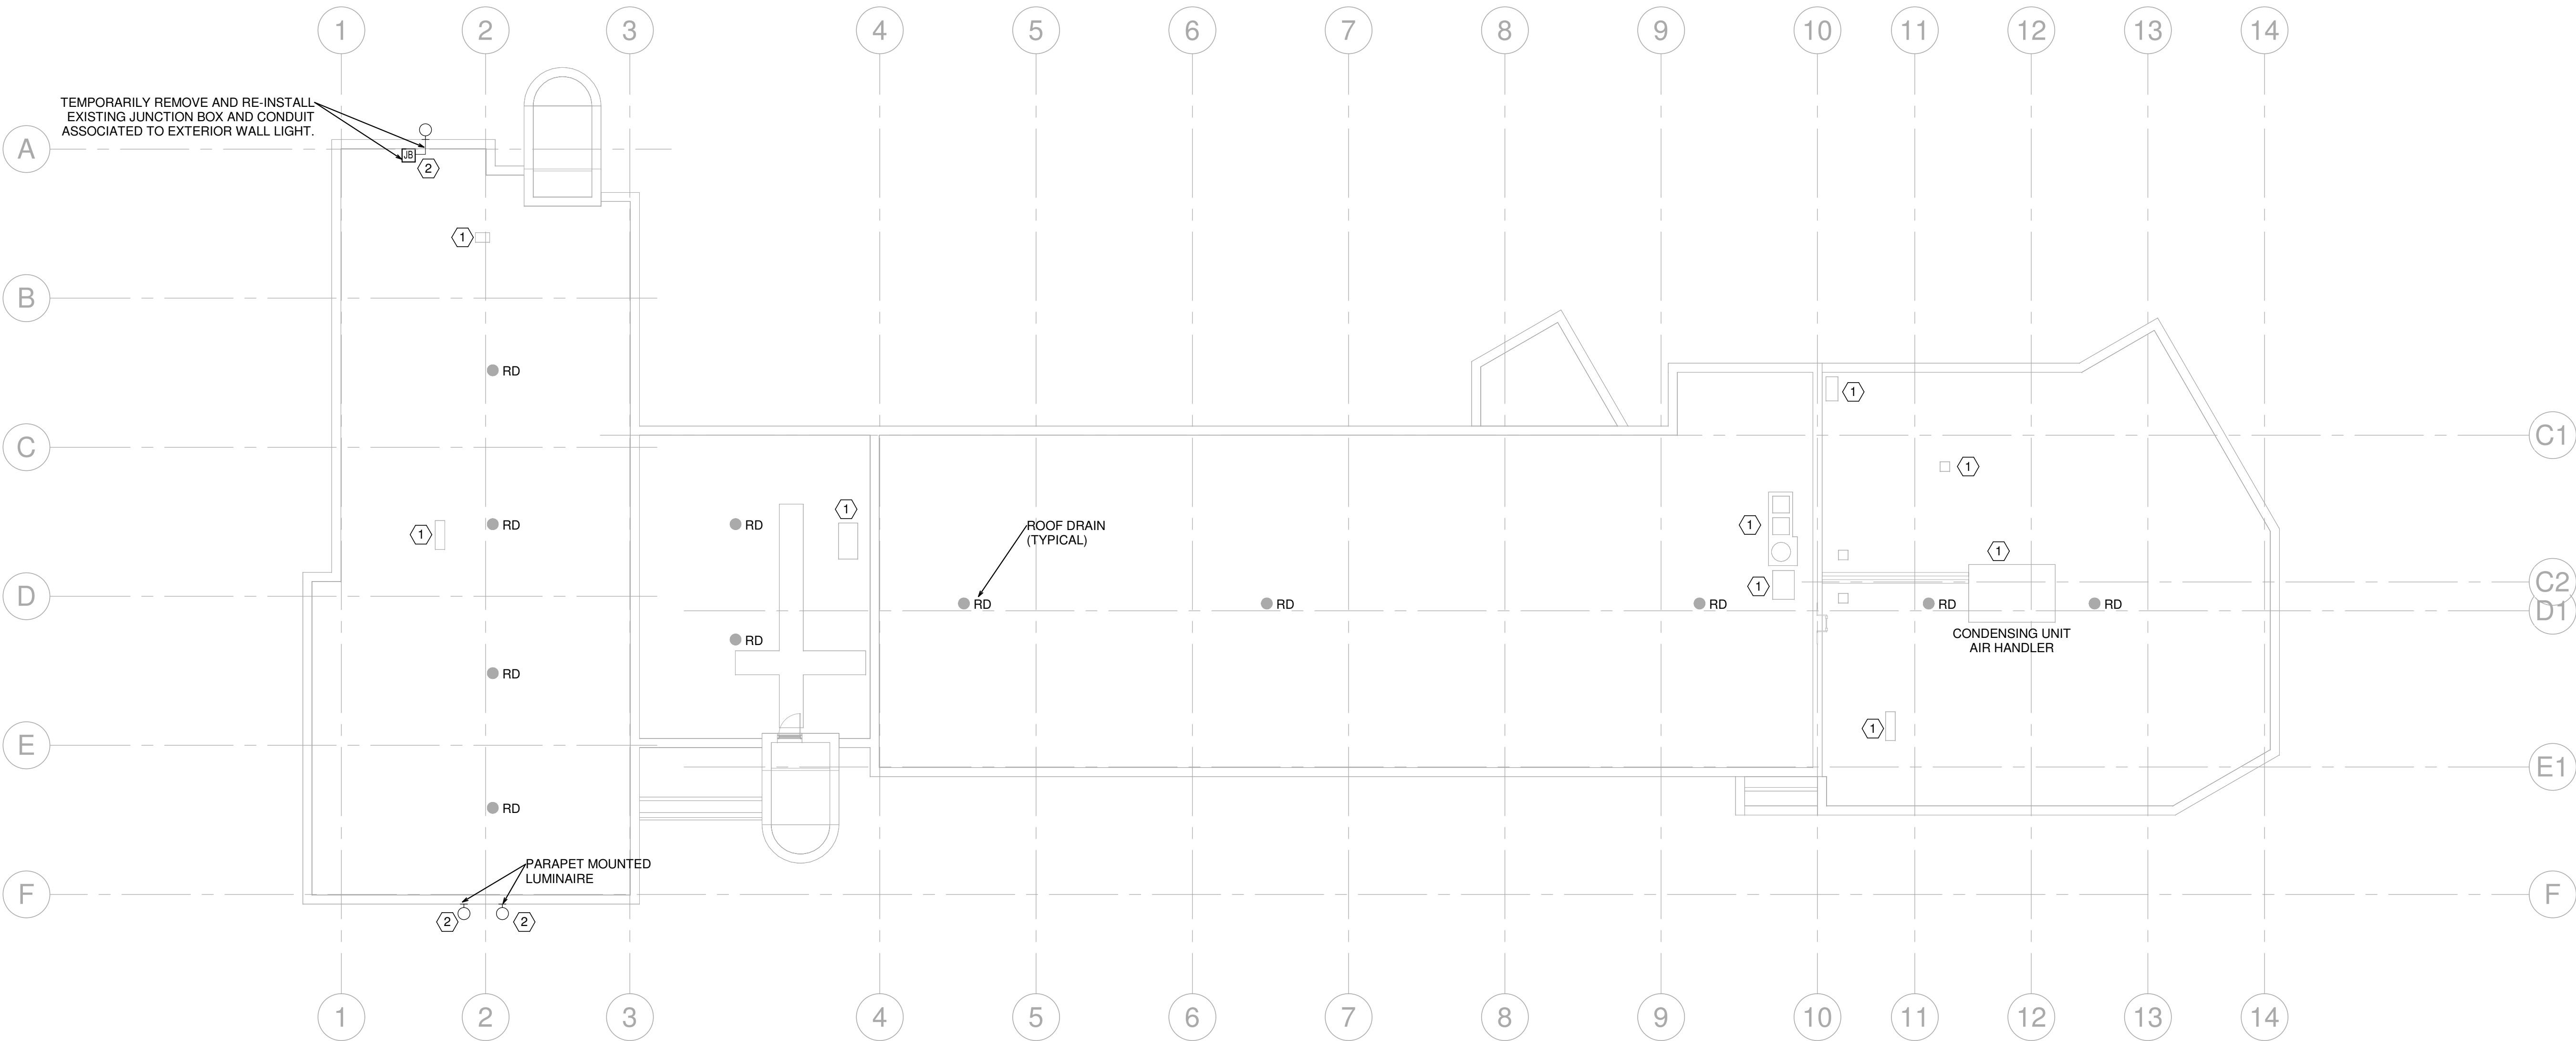 1 2 3 4 5 6 7 8 9 10 11 12 13 14
TEMPORARILY REMOVE AND RE-INSTALL
EXISTING JUNCTION BOX AND CONDUIT
ASSOCIATED TO EXTERIOR WALL LIGHT.
A
JB
2
1
B
RD
1
C
C1
1
1
RD
RD
1
ROOF DRAIN
(TYPICAL)
1
1
1
C2
D
RD
RD
RD
RD
RD
D1
CONDENSING UNIT
AIR HANDLER
RD
RD
1
E
E1
RD
PARAPET MOUNTED
LUMINAIRE
F
F
2
2
1 2 3 4 5 6 7 8 9 10 11 12 13 14